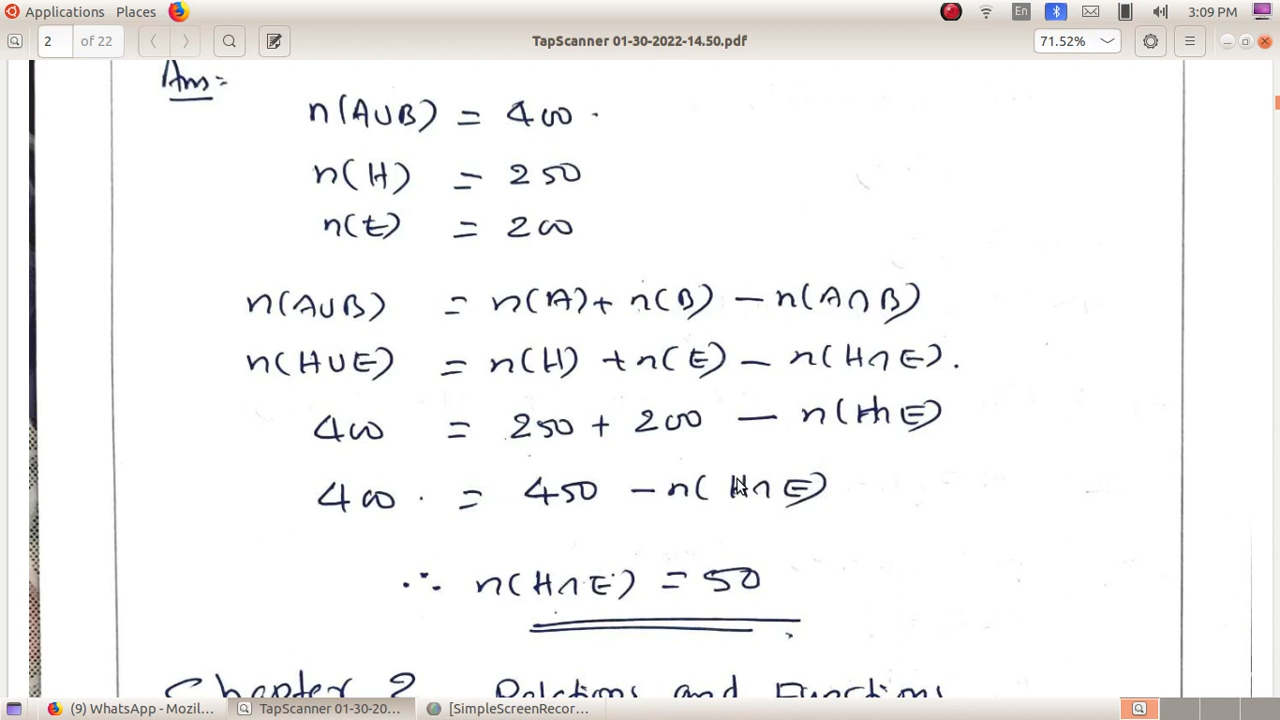 Applications Places En 3:09 PM
2 of 22 TapScanner 01-30-2022-14.50.pdf 71.52%
Ans:
n(A∪B) = 400.
n(H) = 250
n(E) = 200
n(A∪B) = n(A) + n(B) – n(A∩B)
n(H∪E) = n(H) + n(E) – n(H∩E).
400 = 250 + 200 – n(H∩E)
400 . = 450 – n(H∩E)
∴ n(H∩E) = 50
Chapter 2 Relations and Functions
(9) WhatsApp - Mozil... TapScanner 01-30-20... [SimpleScreenRecor...